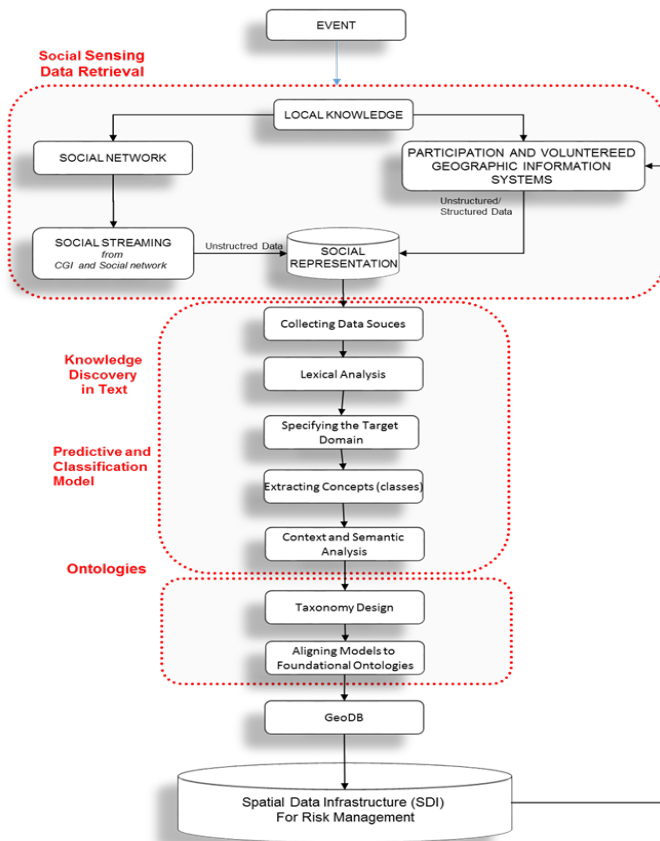 EVENT
Social Sensing
Data Retrieval
LOCAL KNOWLEDGE
SOCIAL NETWORK
PARTICIPATION AND VOLUNTEREED
GEOGRAPHIC INFORMATION
SYSTEMS
Unstructured/
Structured Data
SOCIAL STREAMING
from
CGI and Social network
Unstructred Data
SOCIAL
REPRESENTATION
Collecting Data Souces
Knowledge
Discovery
in Text
Lexical Analysis
Specifying the Target
Domain
Predictive and
Classification
Model
Extracting Concepts (classes)
Context and Semantic
Analysis
Ontologies
Taxonomy Design
Aligning Models to
Foundational Ontologies
GeoDB
Spatial Data Infrastructure (SDI)
For Risk Management